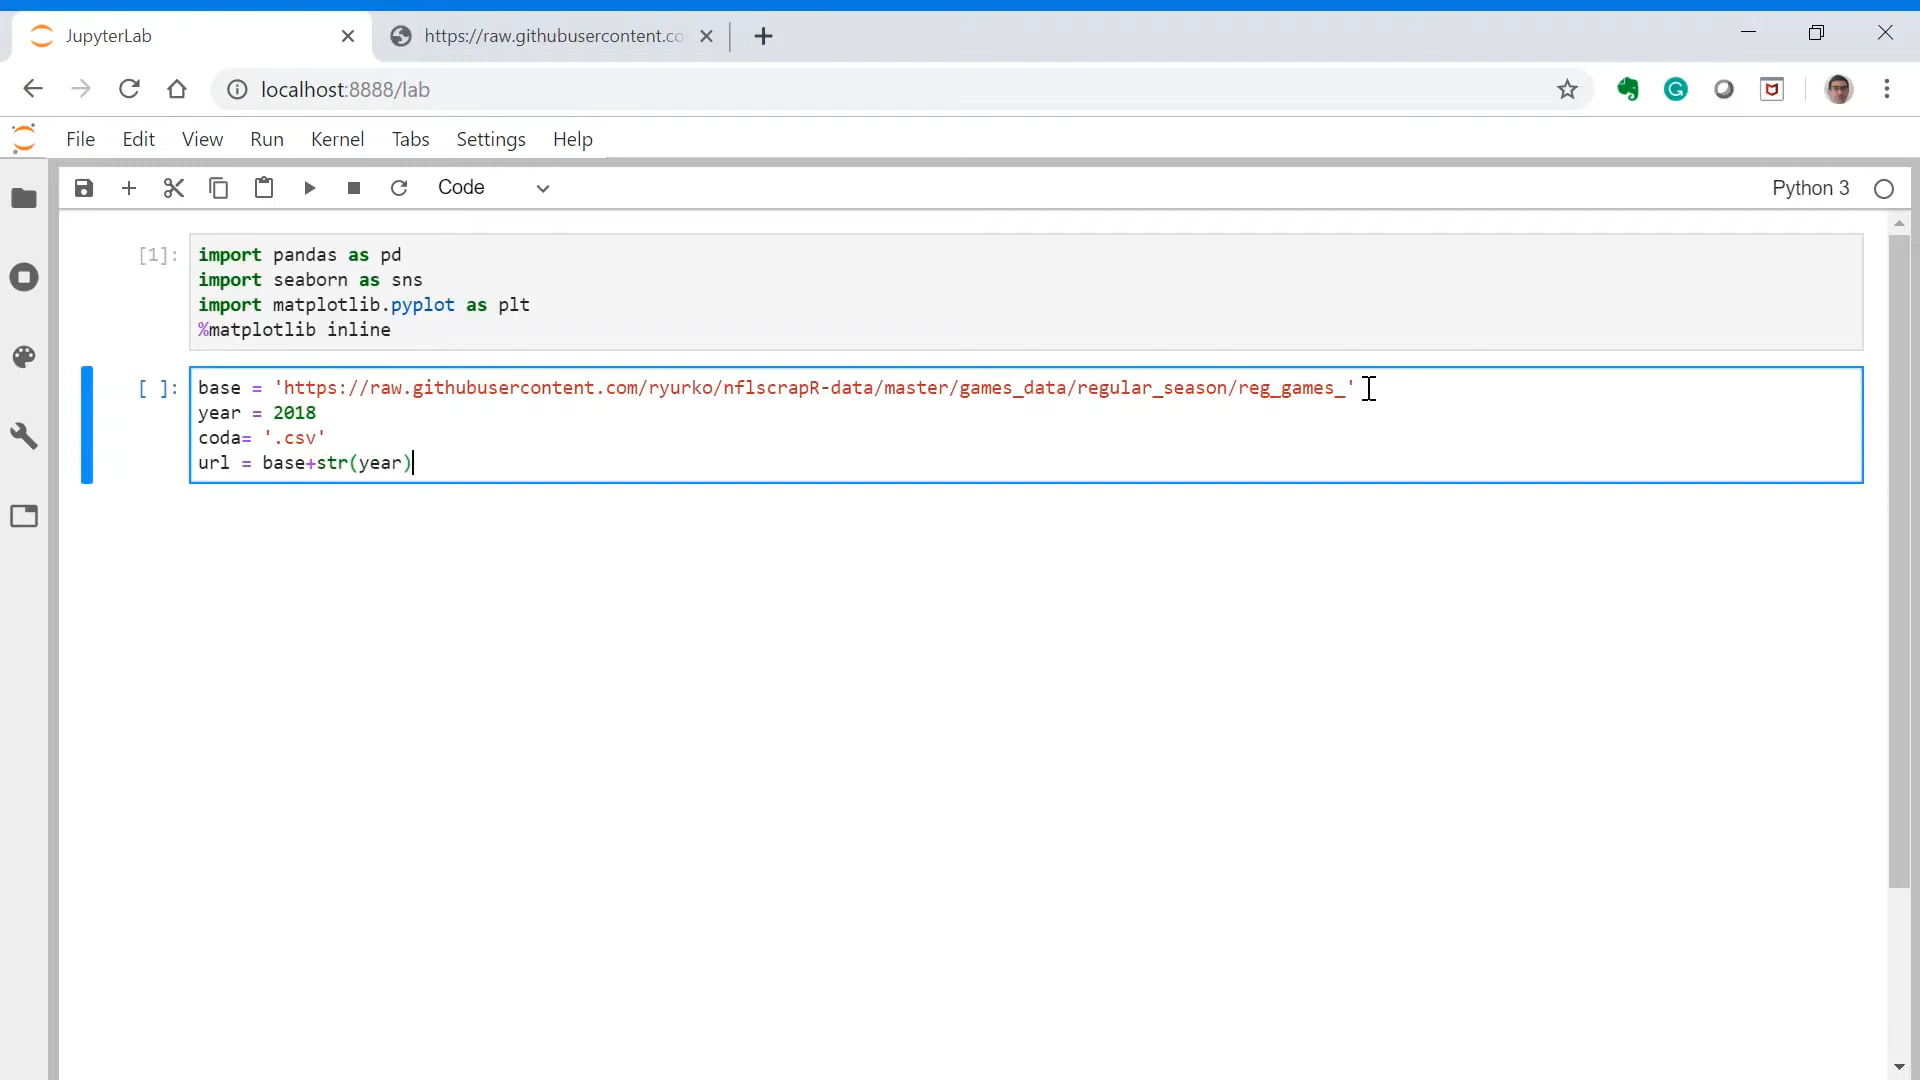 JupyterLab
https://raw.githubusercontent.co
localhost:8888/lab
File Edit View Run Kernel Tabs Settings Help
Code
Python 3
[1]:
import pandas as pd
import seaborn as sns
import matplotlib.pyplot as plt
%matplotlib inline
[ ]:
base = 'https://raw.githubusercontent.com/ryurko/nflscrapR-data/master/games_data/regular_season/reg_games_'
year = 2018
coda= '.csv'
url = base+str(year)